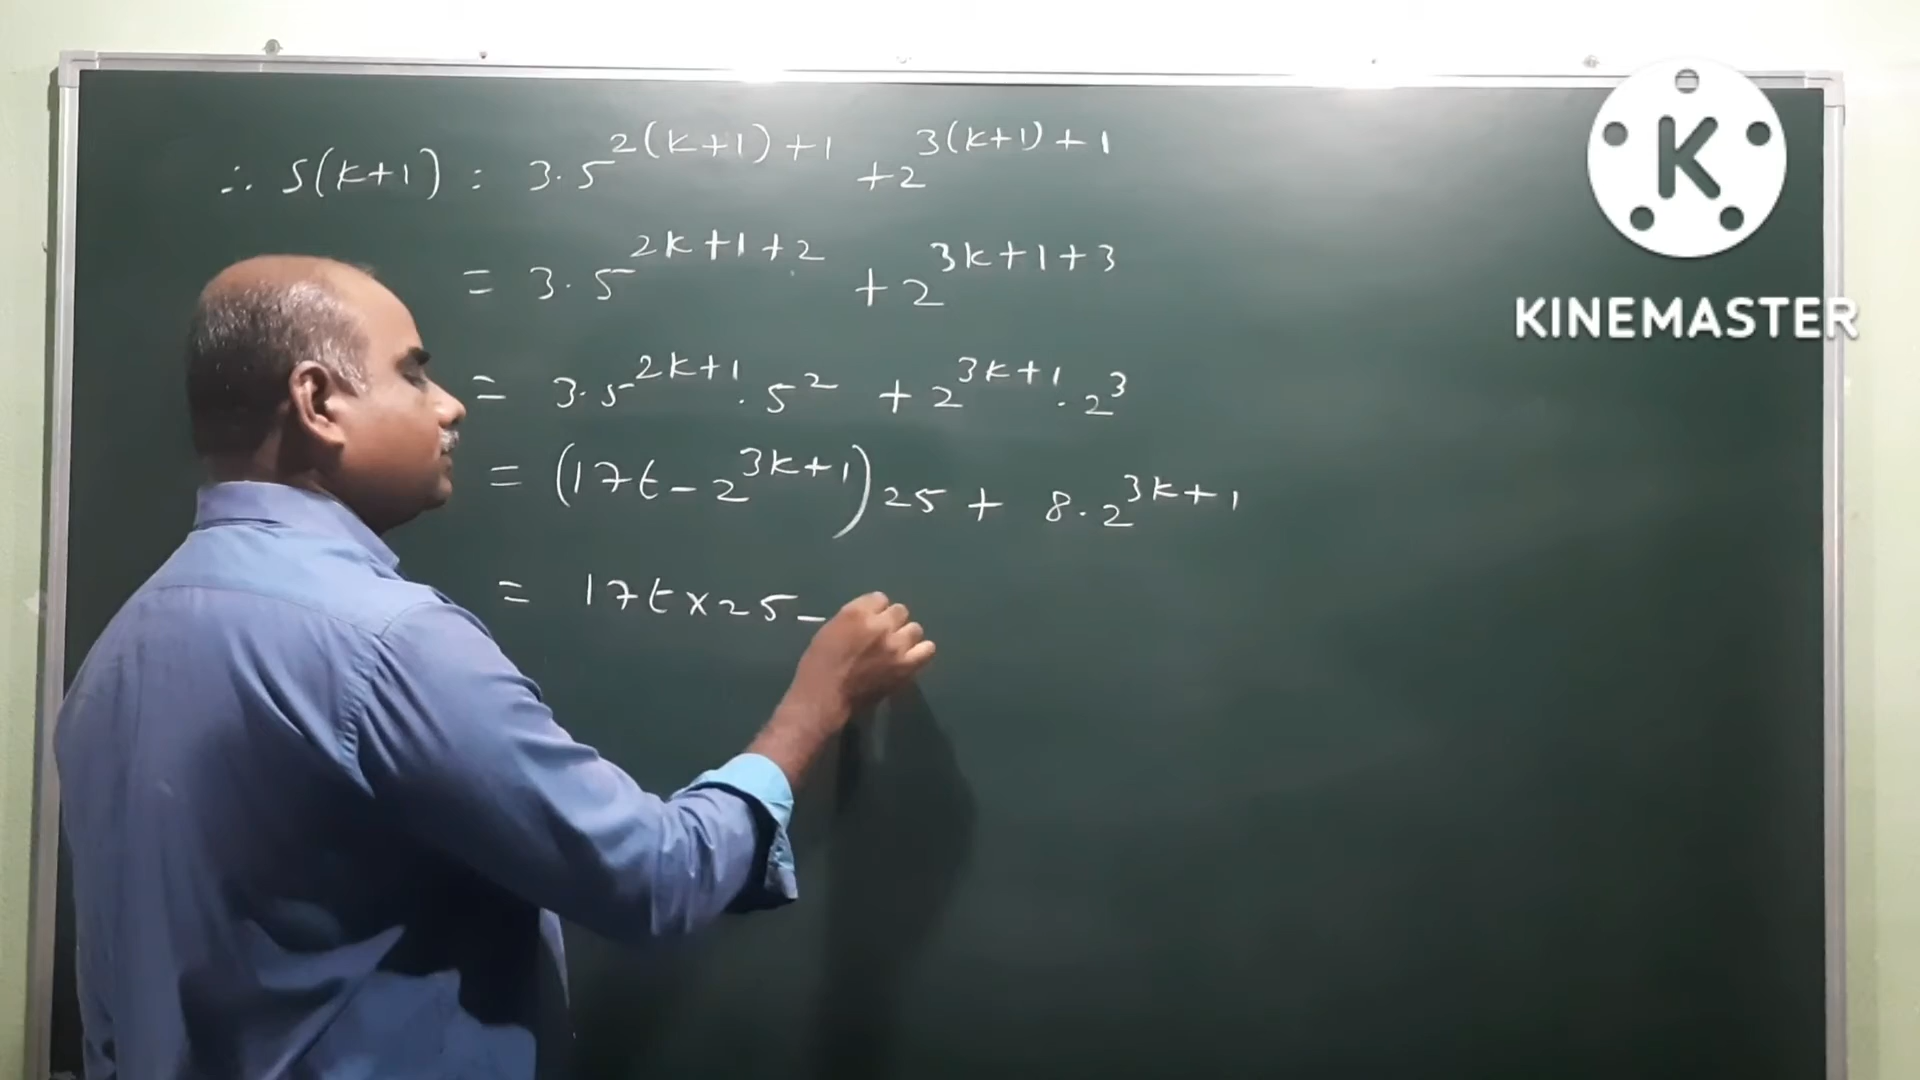 ∴ S(k+1) : 3·5^{2(k+1)+1} + 2^{3(k+1)+1}
= 3·5^{2k+1+2} + 2^{3k+1+3}
= 3·5^{2k+1}·5^2 + 2^{3k+1}·2^3
= (17t - 2^{3k+1})25 + 8·2^{3k+1}
= 17t×25 -
K
KINEMASTER